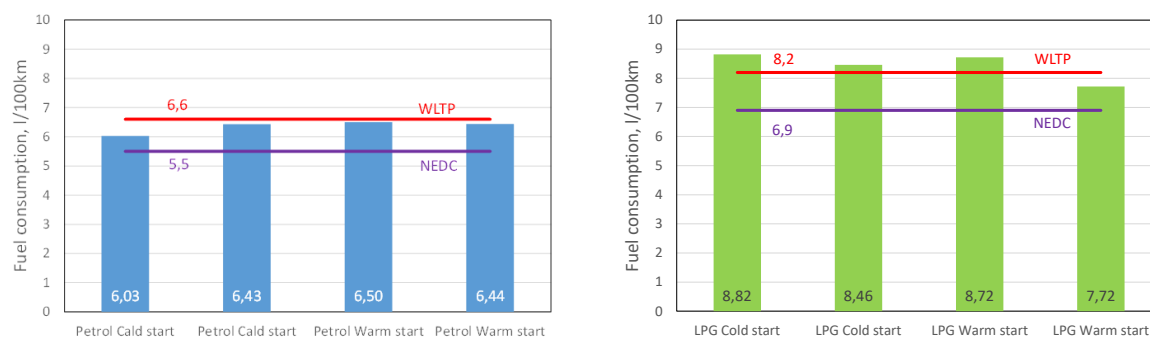 10
9
8
7
6
5
4
3
2
1
0
Fuel consumption, l/100km
6,6
WLTP
5,5
NEDC
6,03
6,43
6,50
6,44
Petrol Cald start
Petrol Cald start
Petrol Warm start
Petrol Warm start
10
9
8
7
6
5
4
3
2
1
0
Fuel consumption, l/100km
8,2
WLTP
6,9
NEDC
8,82
8,46
8,72
7,72
LPG Cold start
LPG Cold start
LPG Warm start
LPG Warm start